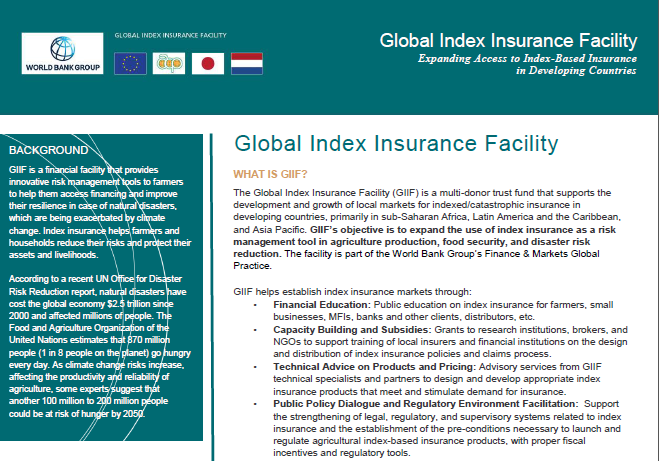 WORLD BANK GROUP
GLOBAL INDEX INSURANCE FACILITY
acp
Global Index Insurance Facility
Expanding Access to Index-Based Insurance
in Developing Countries
BACKGROUND
GIIF is a financial facility that provides
innovative risk management tools to farmers
to help them access financing and improve
their resilience in case of natural disasters,
which are being exacerbated by climate
change. Index insurance helps farmers and
households reduce their risks and protect their
assets and livelihoods.
According to a recent UN Office for Disaster
Risk Reduction report, natural disasters have
cost the global economy $2.5 trillion since
2000 and affected millions of people. The
Food and Agriculture Organization of the
United Nations estimates that 870 million
people (1 in 8 people on the planet) go hungry
every day. As climate change risks increase,
affecting the productivity and reliability of
agriculture, some experts suggest that
another 100 million to 200 million people
could be at risk of hunger by 2050.
Global Index Insurance Facility
WHAT IS GIIF?
The Global Index Insurance Facility (GIIF) is a multi-donor trust fund that supports the
development and growth of local markets for indexed/catastrophic insurance in
developing countries, primarily in sub-Saharan Africa, Latin America and the Caribbean,
and Asia Pacific. GIIF's objective is to expand the use of index insurance as a risk
management tool in agriculture production, food security, and disaster risk
reduction. The facility is part of the World Bank Group's Finance & Markets Global
Practice.
GIIF helps establish index insurance markets through:
• Financial Education: Public education on index insurance for farmers, small
businesses, MFIs, banks and other clients, distributors, etc.
• Capacity Building and Subsidies: Grants to research institutions, brokers, and
NGOs to support training of local insurers and financial institutions on the design
and distribution of index insurance policies and claims process.
• Technical Advice on Products and Pricing: Advisory services from GIIF
technical specialists and partners to design and develop appropriate index
insurance products that meet and stimulate demand for insurance.
• Public Policy Dialogue and Regulatory Environment Facilitation: Support
the strengthening of legal, regulatory, and supervisory systems related to index
insurance and the establishment of the pre-conditions necessary to launch and
regulate agricultural index-based insurance products, with proper fiscal
incentives and regulatory tools.